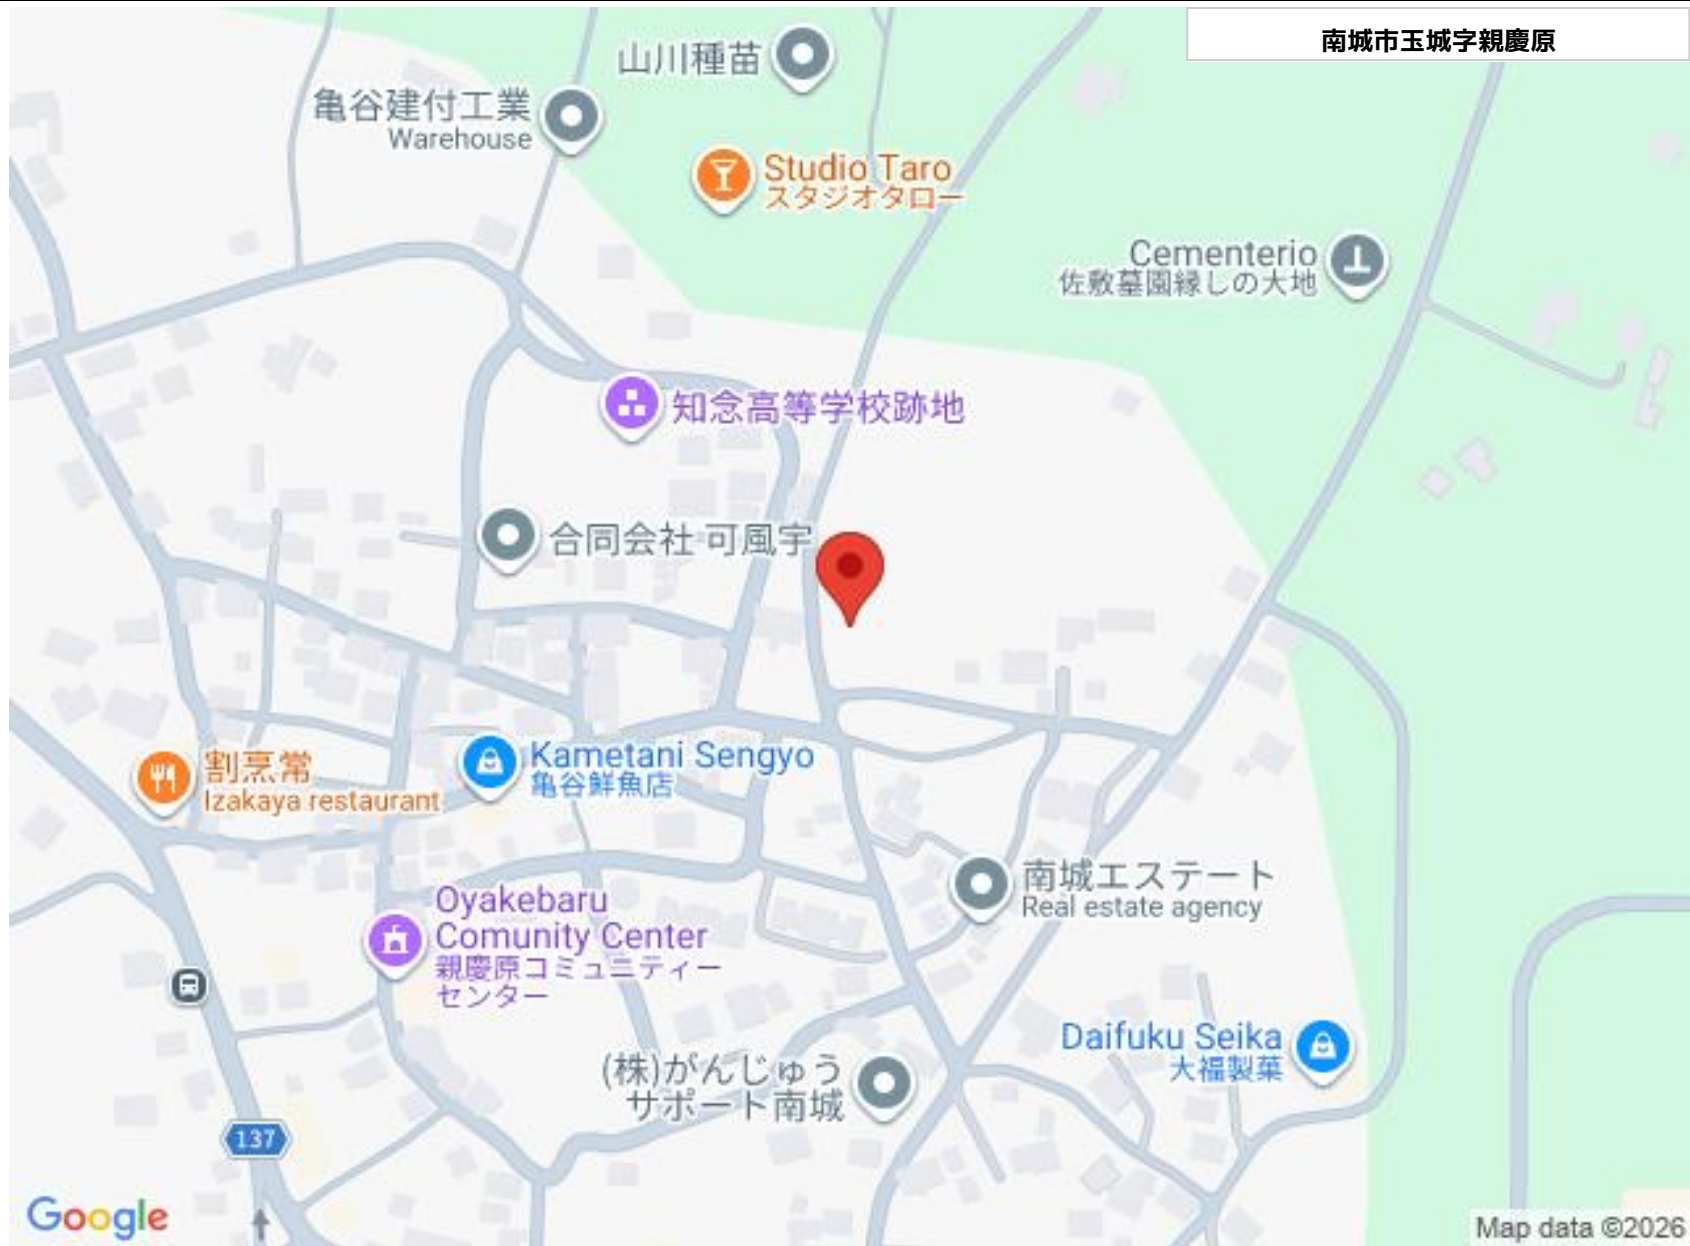 南城市玉城字親慶原
山川種苗
亀谷建付工業
Warehouse
Studio Taro
スタジオタロー
Cementerio
佐敷墓園縁しの大地
知念高等学校跡地
合同会社 可風宇
Kametani Sengyo
亀谷鮮魚店
割烹常
Izakaya restaurant
南城エステート
Real estate agency
Oyakebaru
Comunity Center
親慶原コミュニティー
センター
Daifuku Seika
大福製菓
(株)がんじゅう
サポート南城
137
Google
Map data ©2026